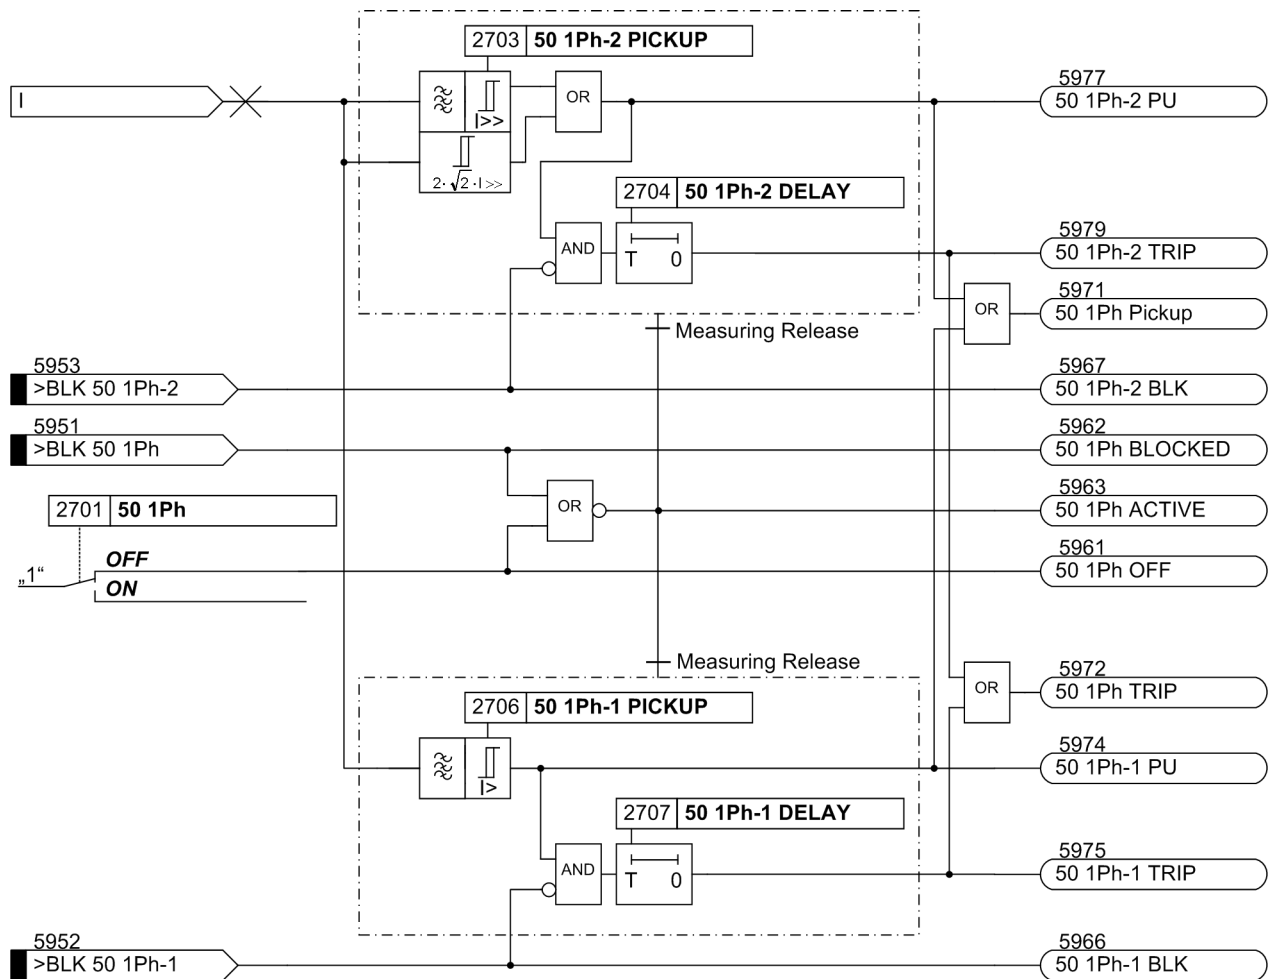 2703 50 1Ph-2 PICKUP
5977
I
OR
50 1Ph-2 PU
I>>
2·√2·I>>
2704 50 1Ph-2 DELAY
5979
AND
T 0
50 1Ph-2 TRIP
5971
OR
50 1Ph Pickup
Measuring Release
5953
5967
>BLK 50 1Ph-2
50 1Ph-2 BLK
5951
5962
>BLK 50 1Ph
50 1Ph BLOCKED
5963
2701 50 1Ph
OR
50 1Ph ACTIVE
5961
OFF
„1“
50 1Ph OFF
ON
Measuring Release
5972
OR
50 1Ph TRIP
2706 50 1Ph-1 PICKUP
5974
50 1Ph-1 PU
I>
2707 50 1Ph-1 DELAY
5975
AND
T 0
50 1Ph-1 TRIP
5952
5966
>BLK 50 1Ph-1
50 1Ph-1 BLK